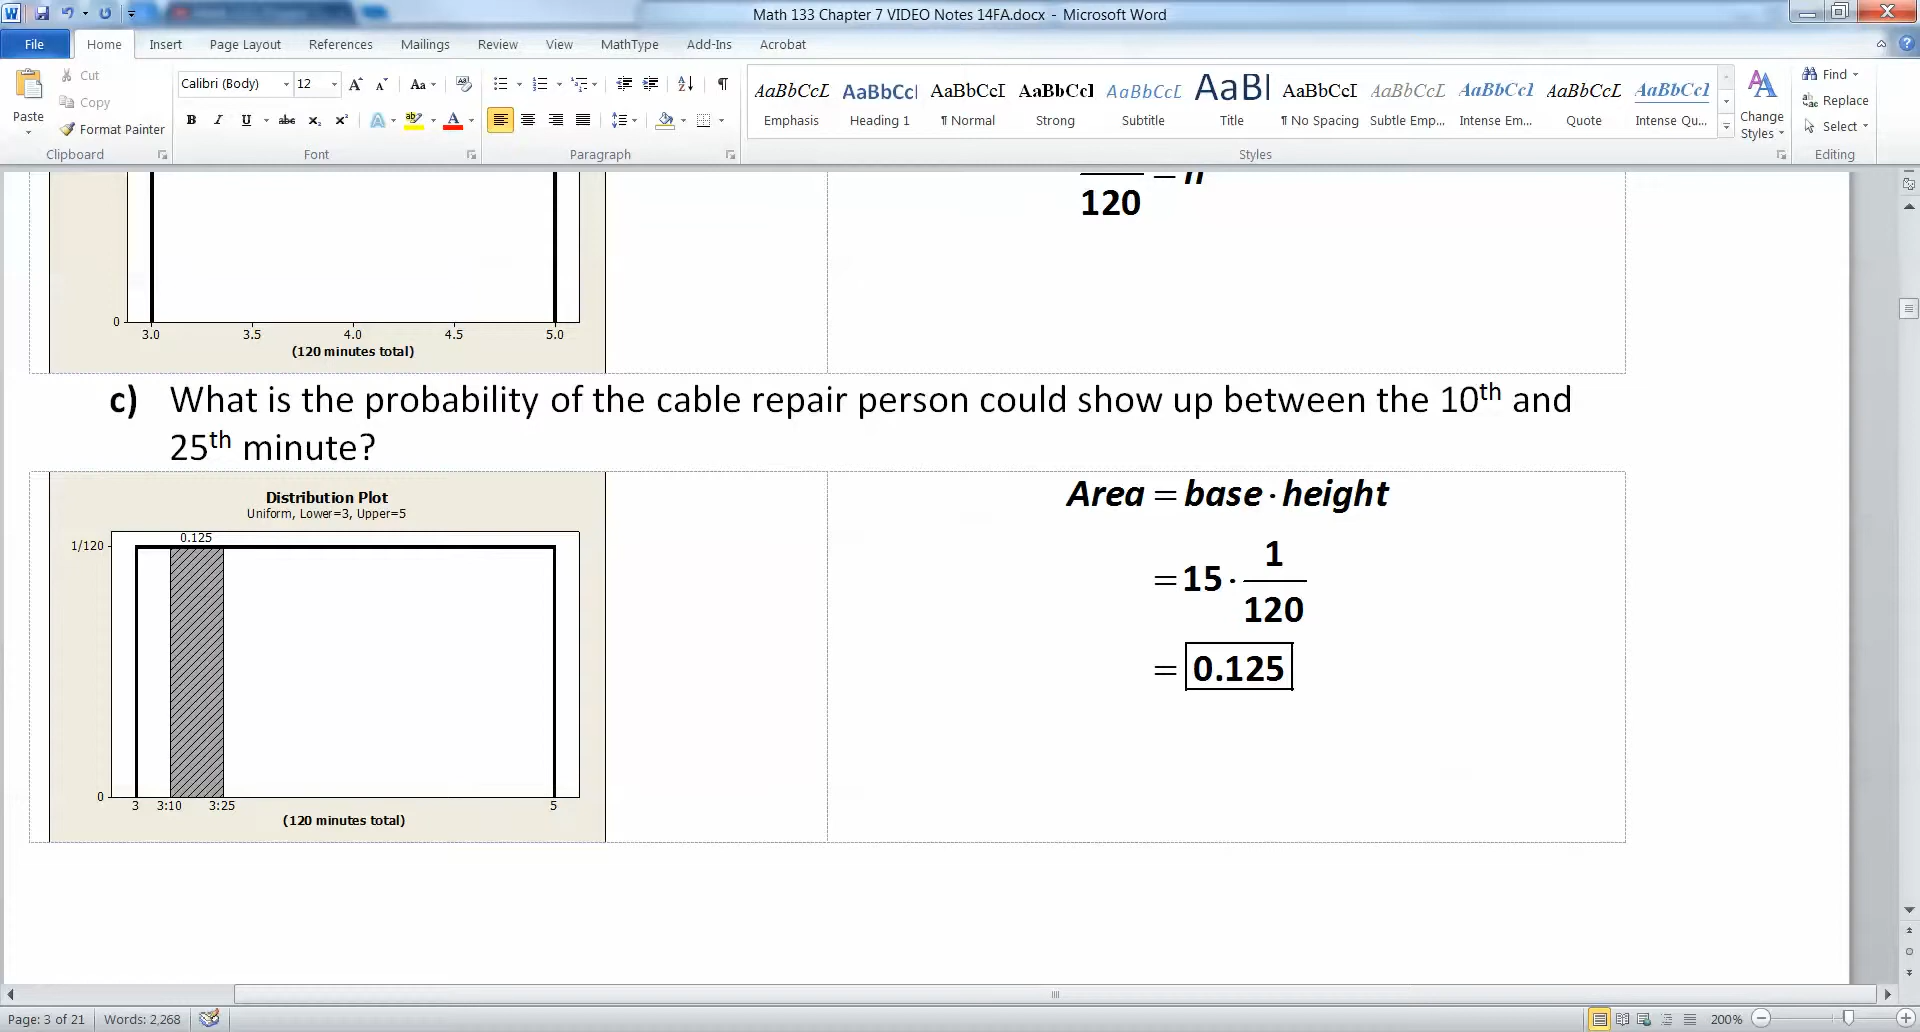 Math 133 Chapter 7 VIDEO Notes 14FA.docx - Microsoft Word
File Home Insert Page Layout References Mailings Review View MathType Add-Ins Acrobat
Paste
Cut
Copy
Format Painter
Clipboard
Calibri (Body) 12
Font
Paragraph
AaBbCcL AaBbCcI AaBbCcI AaBbCcI AaBbCcL AaBI AaBbCcI AaBbCcL AaBbCcI AaBbCcL AaBbCcI
Emphasis Heading 1 ¶ Normal Strong Subtitle Title ¶ No Spacing Subtle Emp... Intense Em... Quote Intense Qu...
Styles
Change Styles
Find
Replace
Select
Editing
120 = h
0
3.0 3.5 4.0 4.5 5.0
(120 minutes total)
c) What is the probability of the cable repair person could show up between the 10th and
25th minute?
Distribution Plot
Uniform, Lower=3, Upper=5
0.125
1/120
0
3 3:10 3:25 5
(120 minutes total)
Area = base · height
= 15 · 1
120
= 0.125
Page: 3 of 21 Words: 2,268 200%